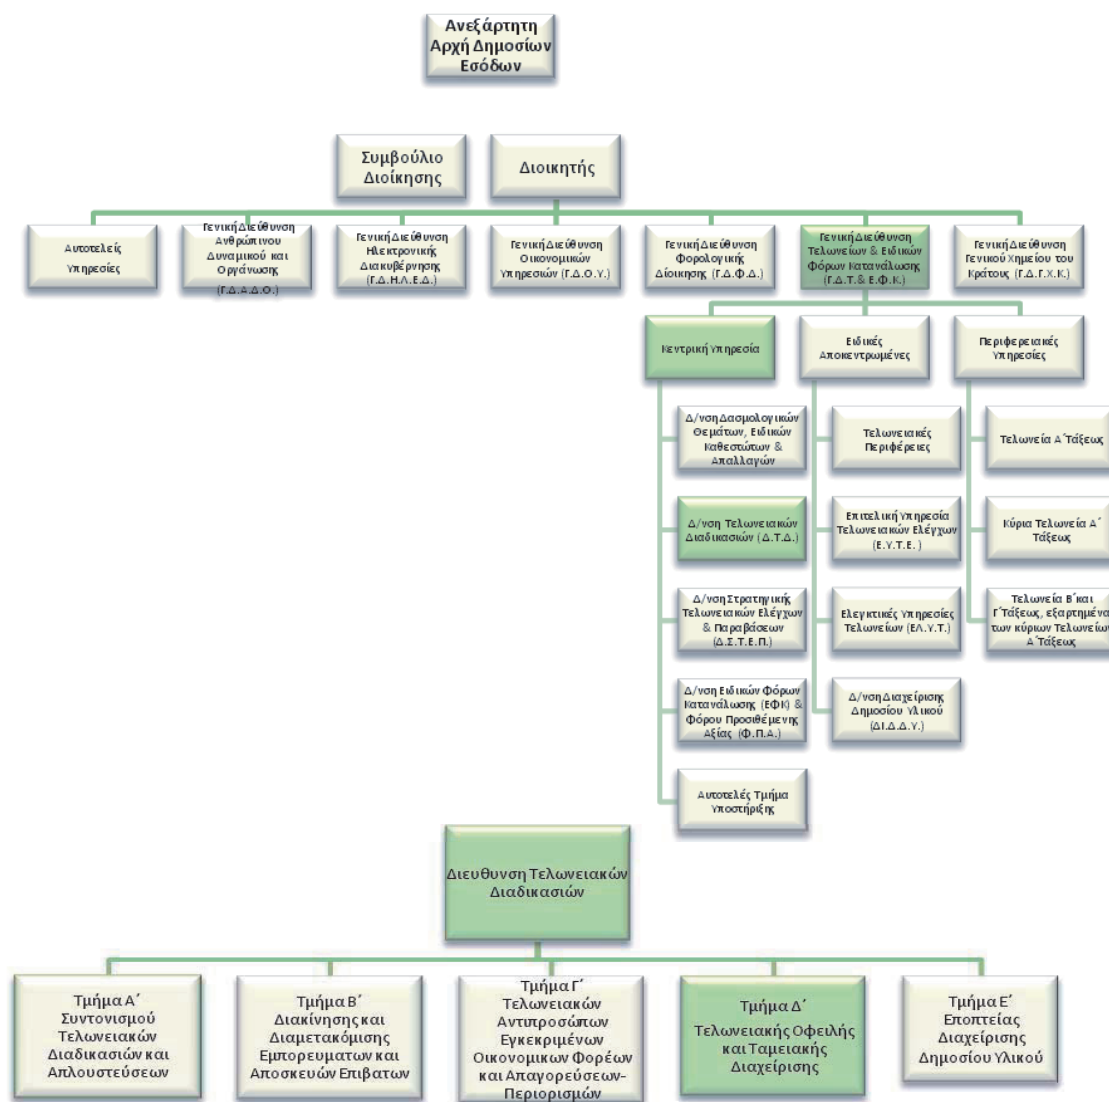 Ανεξάρτητη
Αρχή Δημοσίων
Εσόδων
Συμβούλιο
Διοίκησης
Διοικητής
Αυτοτελείς
Υπηρεσίες
Γενική Διεύθυνση
Ανθρώπινου
Δυναμικού και
Οργάνωσης
(Γ.Δ.Α.Δ.Ο.)
Γενική Διεύθυνση
Ηλεκτρονικής
Διακυβέρνησης
(Γ.Δ.Η.Λ.Ε.Δ.)
Γενική Διεύθυνση
Οικονομικών
Υπηρεσιών (Γ.Δ.Ο.Υ.)
Γενική Διεύθυνση
Φορολογικής
Δίοικησης (Γ.Δ.Φ.Δ.)
Γενική Διεύθυνση
Τελωνείων & Ειδικών
Φόρων Κατανάλωσης
(Γ.Δ.Τ.& Ε.Φ.Κ.)
Γενική Διεύθυνση
Γενικού Χημείου του
Κράτους (Γ.Δ.Γ.Χ.Κ.)
Κεντρική Υπηρεσία
Ειδικές
Αποκεντρωμένες
Περιφερειακές
Υπηρεσίες
Δ/νση Δασμολογικών
Θεμάτων, Ειδικών
Καθεστώτων &
Απαλλαγών
Δ/νση Τελωνειακών
Διαδικασιών (Δ.Τ.Δ.)
Δ/νση Στρατηγικής
Τελωνειακών Ελέγχων
& Παραβάσεων
(Δ.Σ.Τ.Ε.Π.)
Δ/νση Ειδικών Φόρων
Κατανάλωσης (ΕΦΚ) &
Φόρου Προσιθέμενης
Αξίας (Φ.Π.Α.)
Αυτοτελές Τμήμα
Υποστήριξης
Τελωνειακές
Περιφέρειες
Επιτελική Υπηρεσία
Τελωνειακών Ελέγχων
(Ε.Υ.Τ.Ε. )
Ελεγκτικές Υπηρεσίες
Τελωνείων (ΕΛ.Υ.Τ.)
Δ/νση Διαχείρισης
Δημοσίου Υλικού
(ΔΙ.Δ.Δ.Υ.)
Τελωνεία Α΄Τάξεως
Κύρια Τελωνεία Α΄
Τάξεως
Τελωνεία Β΄και
Γ΄Τάξεως, εξαρτημένα
των κύριων Τελωνείων
Α΄Τάξεως
Διευθυνση Τελωνειακών
Διαδικασιών
Τμήμα Α΄
Συντονισμού
Τελωνειακών
Διαδικασιών και
Απλουστεύσεων
Τμήμα Β΄
Διακίνησης και
Διαμετακόμισης
Εμπορευματων και
Αποσκευών Επιβατων
Τμήμα Γ΄
Τελωνειακών
Αντιπροσώπων
Εγκεκριμένων
Οικονομικων Φορέων
και Απαγορεύσεων-
Περιορισμών
Τμήμα Δ΄
Τελωνειακής Οφειλής
και Ταμειακής
Διαχείρισης
Τμήμα Ε΄
Εποπτείας
Διαχείρισης
Δημοσίου Υλικού